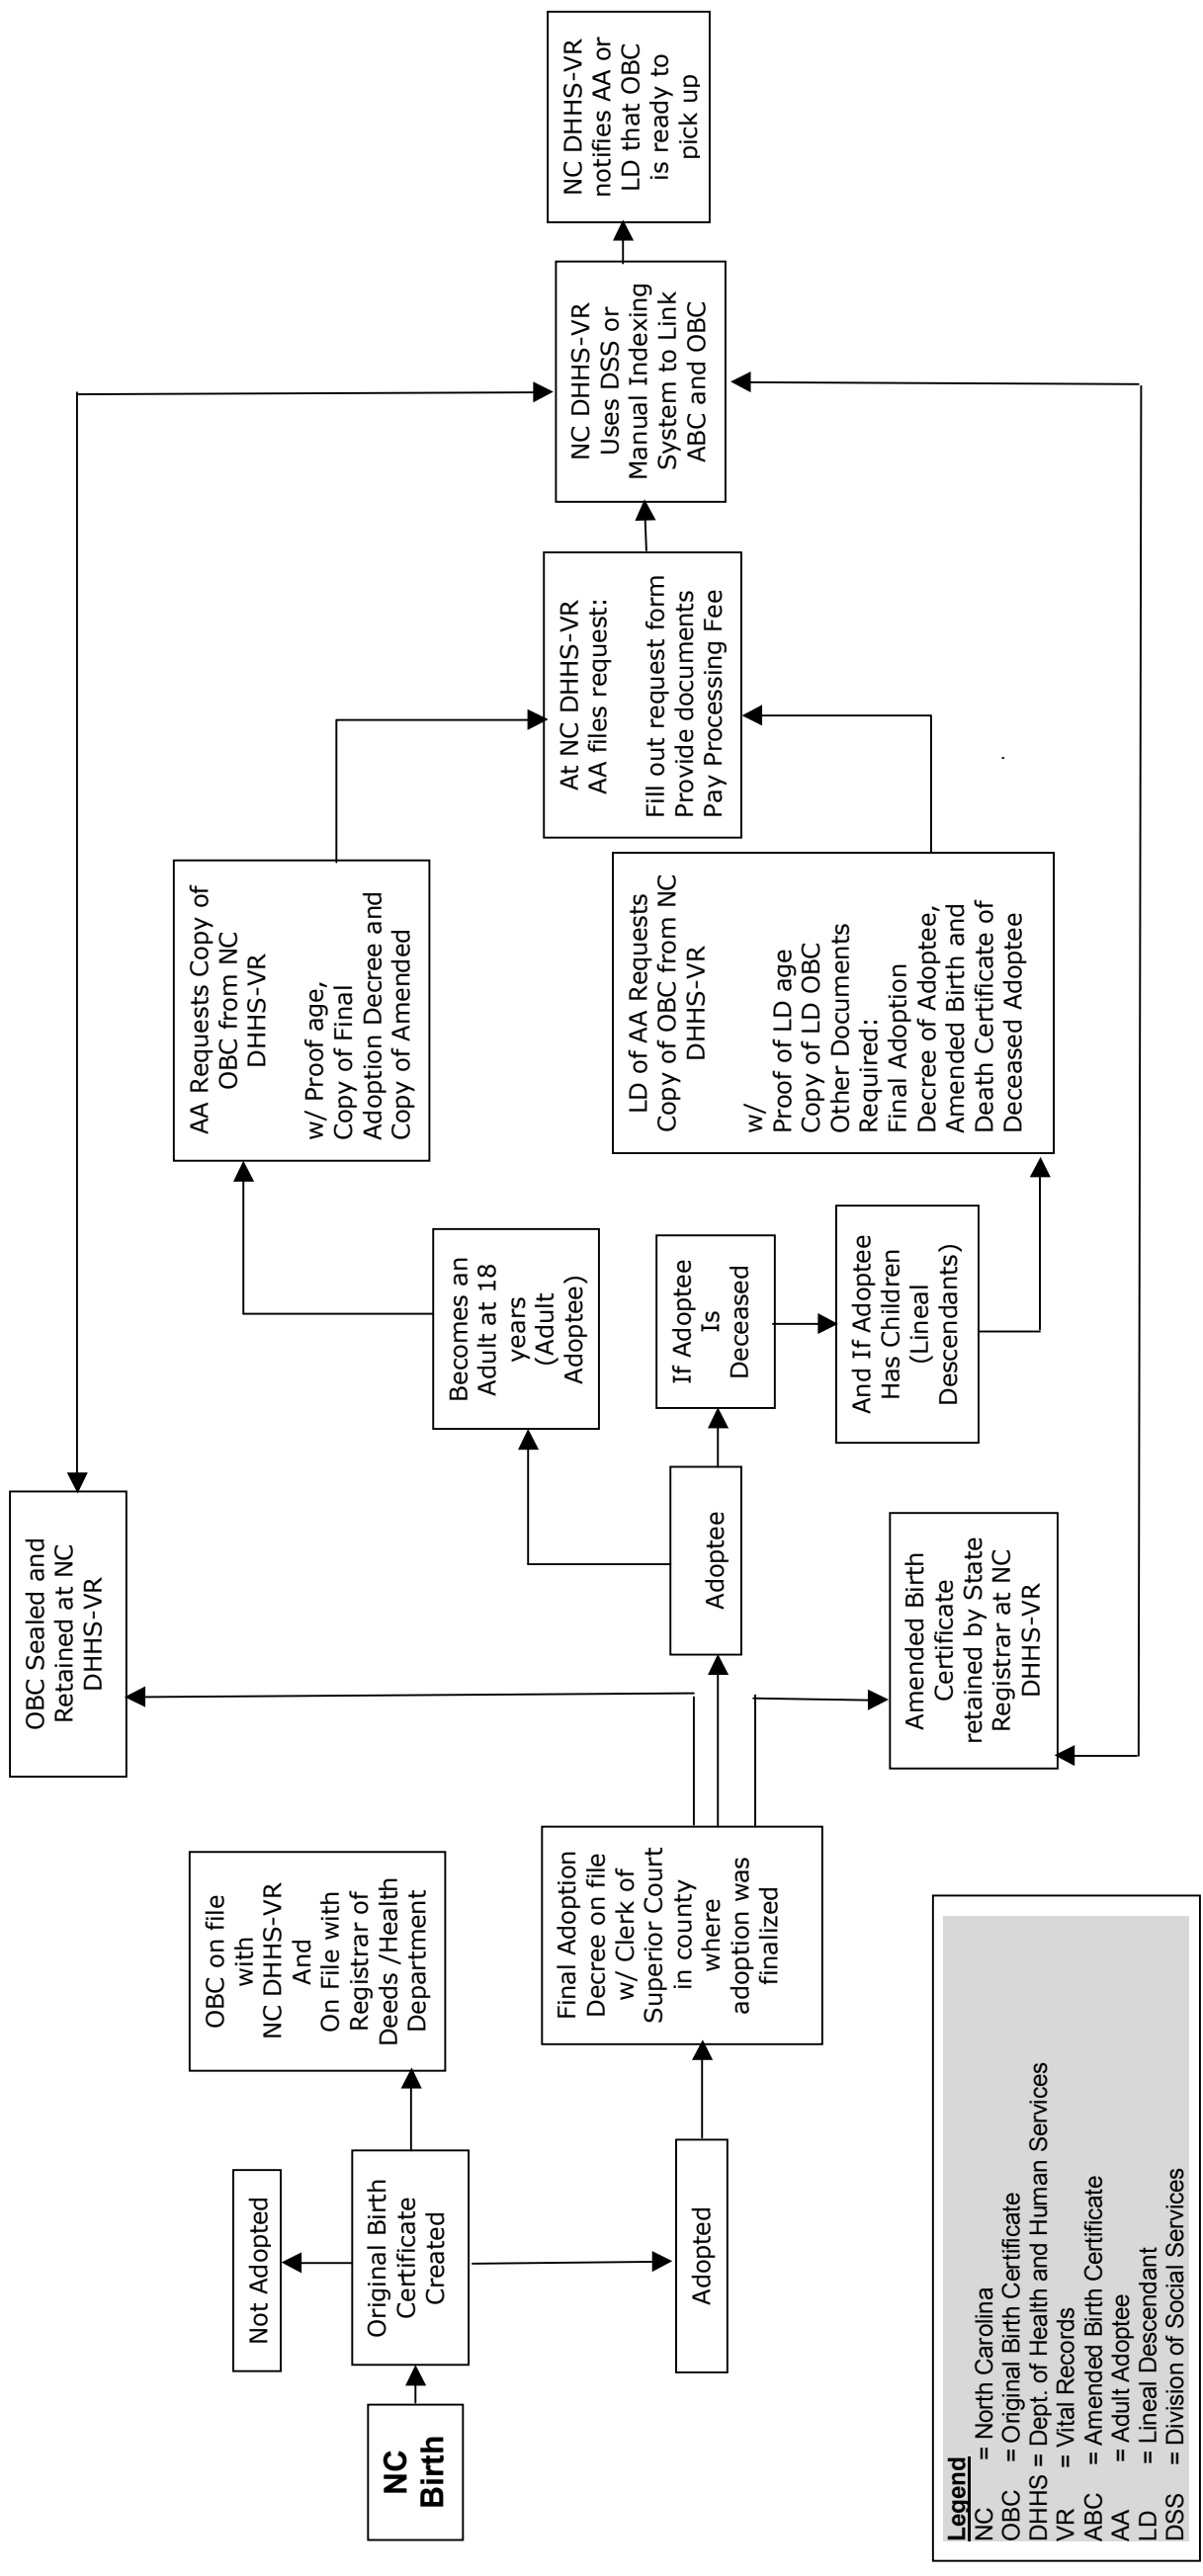 NC
Birth
Not Adopted
Original Birth
Certificate
Created
Adopted
OBC on file
with
NC DHHS-VR
And
On File with
Registrar of
Deeds /Health
Department
Final Adoption
Decree on file
w/ Clerk of
Superior Court
in county
where
adoption was
finalized
OBC Sealed and
Retained at NC
DHHS-VR
Adoptee
Amended Birth
Certificate
retained by State
Registrar at NC
DHHS-VR
Becomes an
Adult at 18
years
(Adult
Adoptee)
If Adoptee
Is
Deceased
And If Adoptee
Has Children
(Lineal
Descendants)
AA Requests Copy of
OBC from NC
DHHS-VR
w/ Proof age,
Copy of Final
Adoption Decree and
Copy of Amended
LD of AA Requests
Copy of OBC from NC
DHHS-VR
w/
Proof of LD age
Copy of LD OBC
Other Documents
Required:
Final Adoption
Decree of Adoptee,
Amended Birth and
Death Certificate of
Deceased Adoptee
At NC DHHS-VR
AA files request:
Fill out request form
Provide documents
Pay Processing Fee
NC DHHS-VR
Uses DSS or
Manual Indexing
System to Link
ABC and OBC
NC DHHS-VR
notifies AA or
LD that OBC
is ready to
pick up
Legend
NC = North Carolina
OBC = Original Birth Certificate
DHHS = Dept. of Health and Human Services
VR = Vital Records
ABC = Amended Birth Certificate
AA = Adult Adoptee
LD = Lineal Descendant
DSS = Division of Social Services